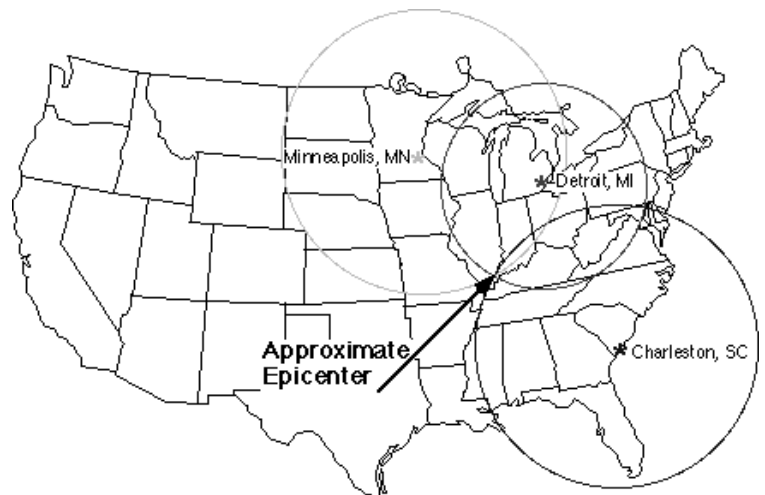 Minneapolis, MN
Detroit, MI
Approximate
Epicenter
Charleston, SC